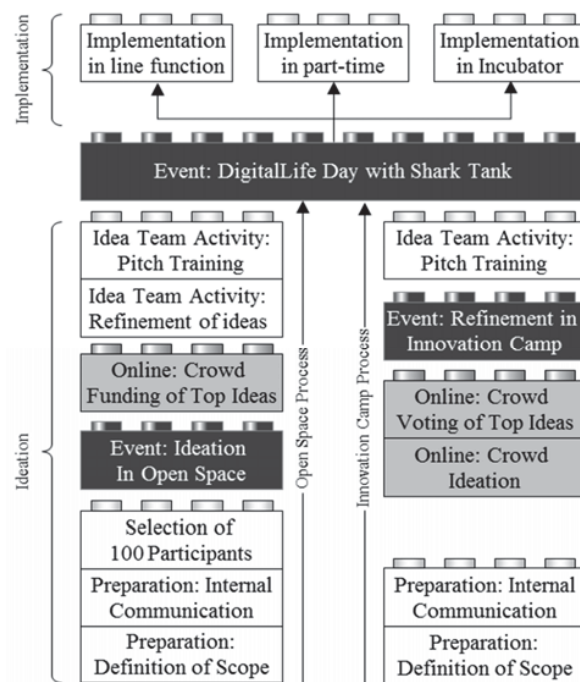 Implementation
Implementation
in line function
Implementation
in part-time
Implementation
in Incubator
Event: DigitalLife Day with Shark Tank
Ideation
Idea Team Activity:
Pitch Training
Idea Team Activity:
Refinement of ideas
Online: Crowd
Funding of Top Ideas
Event: Ideation
In Open Space
Selection of
100 Participants
Preparation: Internal
Communication
Preparation:
Definition of Scope
Open Space Process
Innovation Camp Process
Idea Team Activity:
Pitch Training
Event: Refinement in
Innovation Camp
Online: Crowd
Voting of Top Ideas
Online: Crowd
Ideation
Preparation: Internal
Communication
Preparation:
Definition of Scope